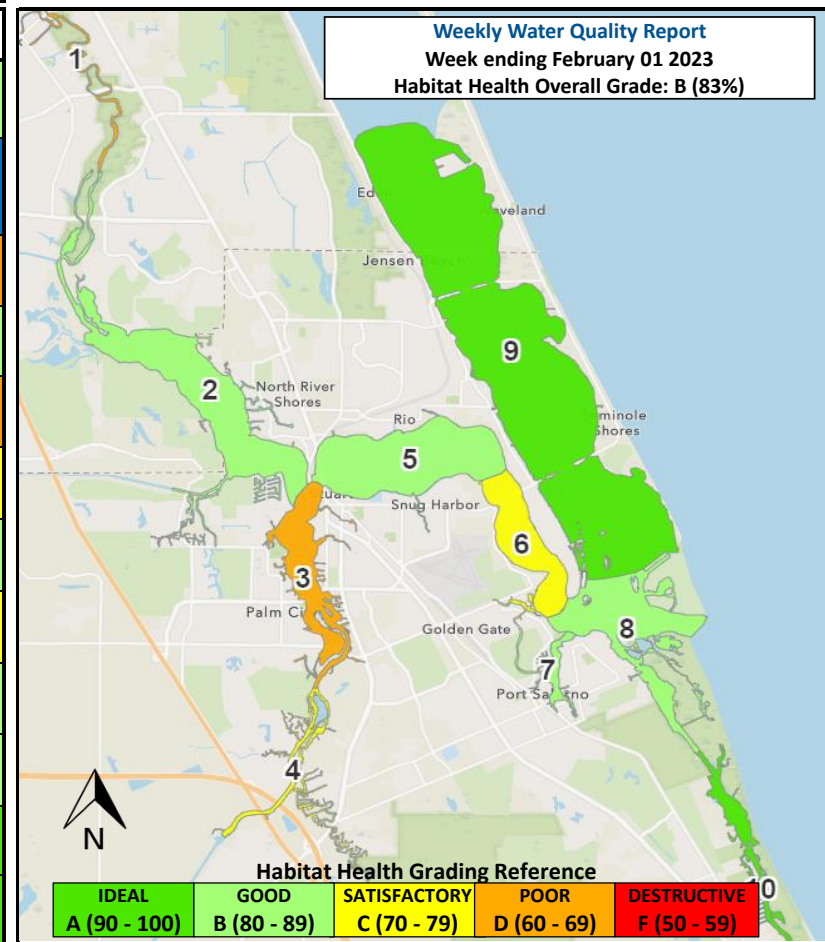 Weekly Water Quality Report
Week ending February 01 2023
Habitat Health Overall Grade: B (83%)
1
Jensen Beach
9
2
North River
Shores
Rio
Shores
5
Snug Harbor
6
3
Golden Gate
8
7
4
N
Habitat Health Grading Reference
IDEAL
A (90 - 100)
GOOD
B (80 - 89)
SATISFACTORY
C (70 - 79)
POOR
D (60 - 69)
DESTRUCTIVE
F (50 - 59)
10